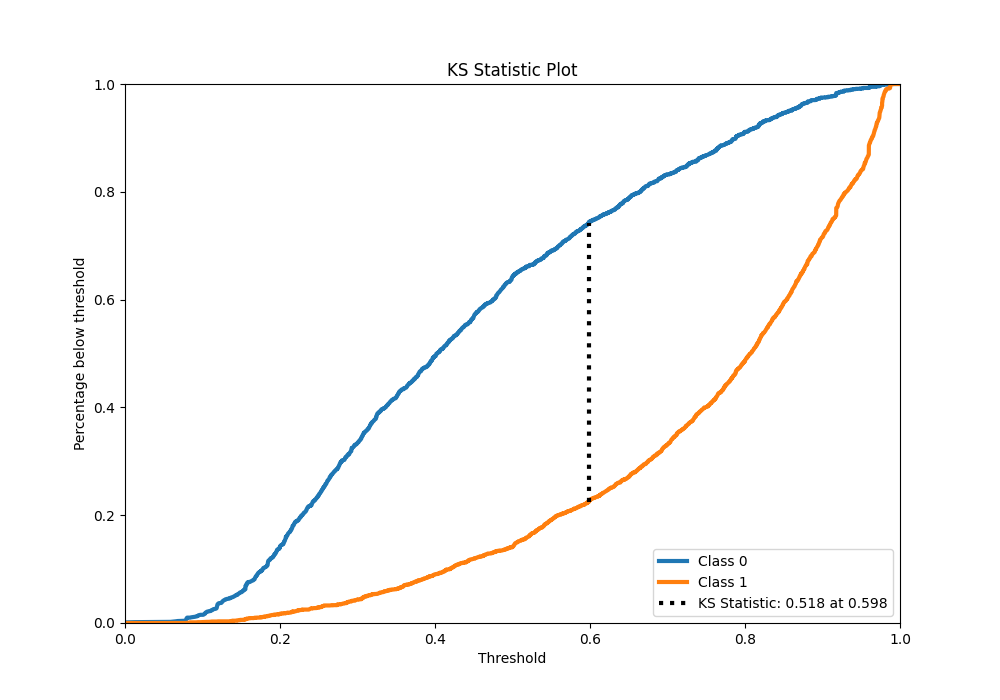 KS Statistic Plot
1.0
0.8
0.6
0.4
0.2
0.0
Percentage below threshold
0.0 0.2 0.4 0.6 0.8 1.0
Threshold
Class 0
Class 1
KS Statistic: 0.518 at 0.598